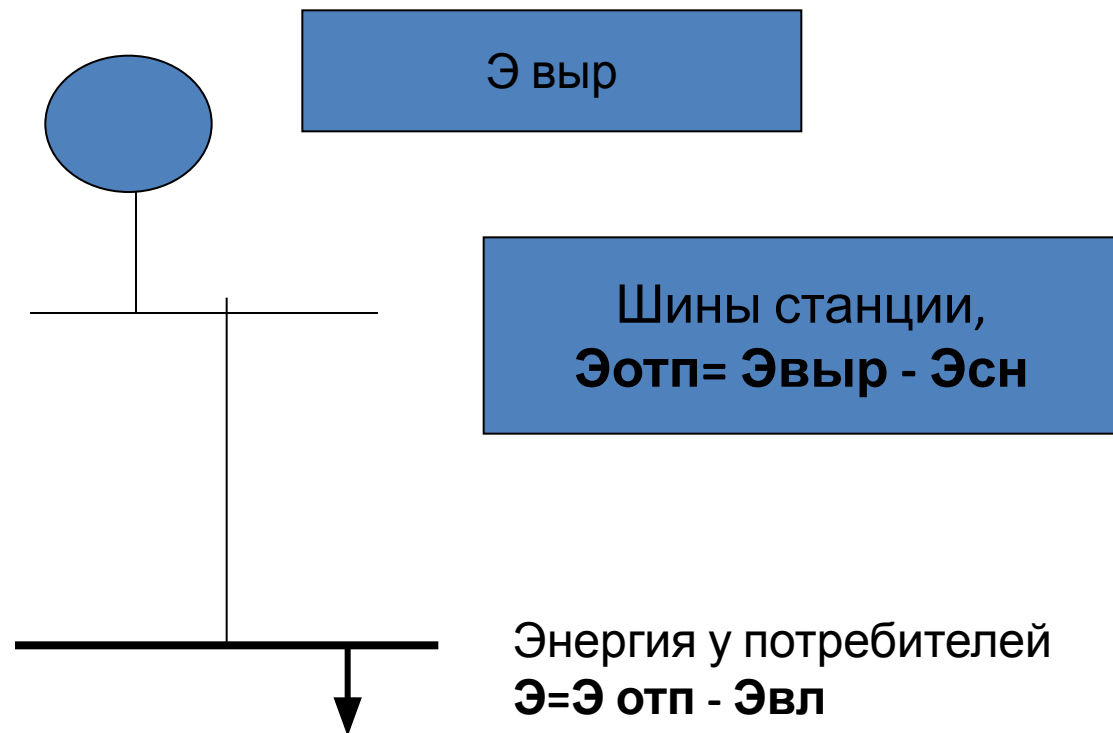 Э выр
Шины станции,
Эотп= Эвыр - Эсн
Энергия у потребителей
Э=Э отп - Эвл